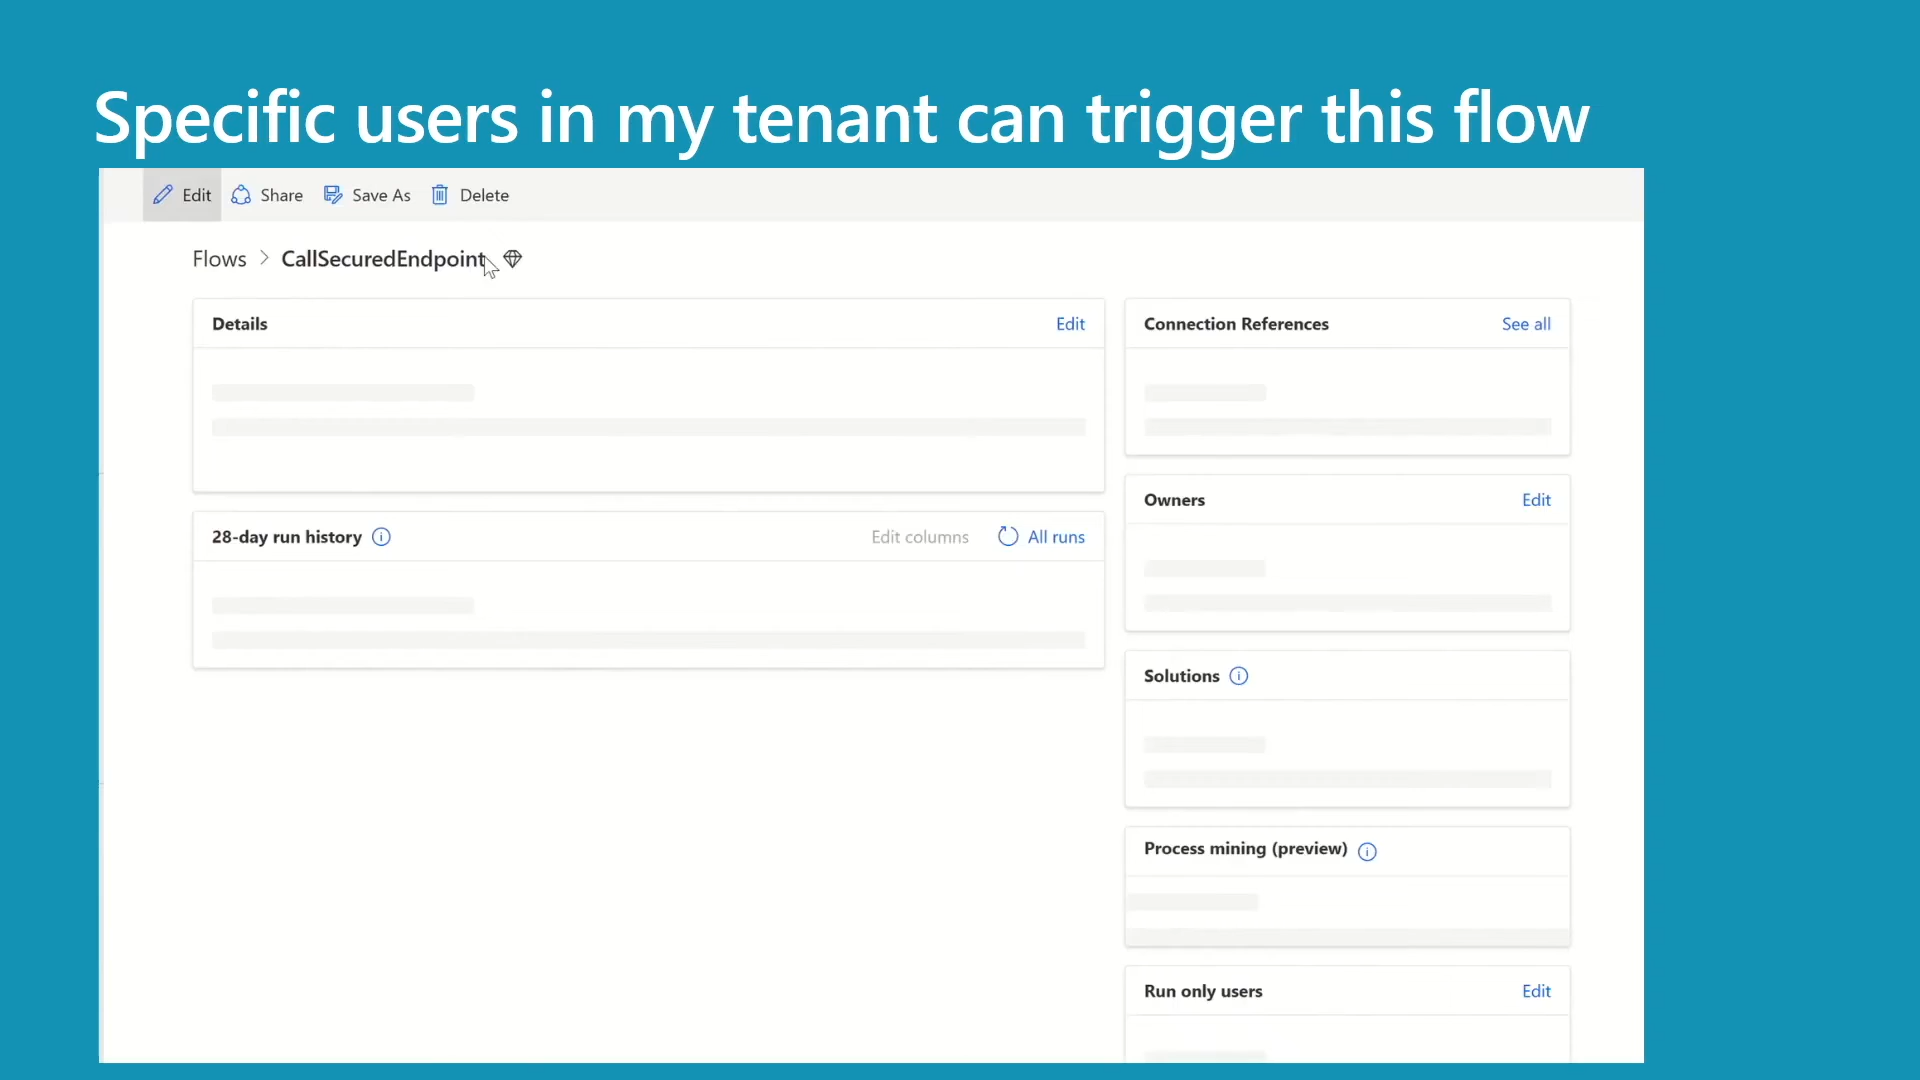 Specific users in my tenant can trigger this flow
Edit Share Save As Delete
Flows > CallSecuredEndpoint
Details Edit
Connection References See all
Owners Edit
28-day run history Edit columns All runs
Solutions
Process mining (preview)
Run only users Edit